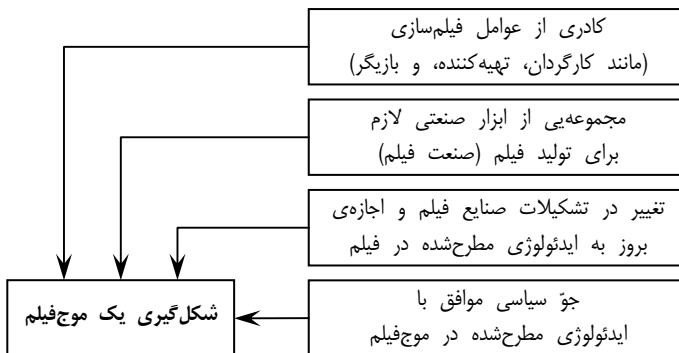 کادری از عوامل فیلم‌سازی
(مانند کارگردان، تهیه‌کننده، و بازیگر)
مجموعه‌یی از ابزار صنعتی لازم
برای تولید فیلم (صنعت فیلم)
تغییر در تشکیلات صنایع فیلم و اجازه‌ی
بروز به ایدئولوژی مطرح‌شده در فیلم
جوّ سیاسی موافق با
ایدئولوژی مطرح‌شده در موج‌فیلم
شکل‌گیری یک موج‌فیلم